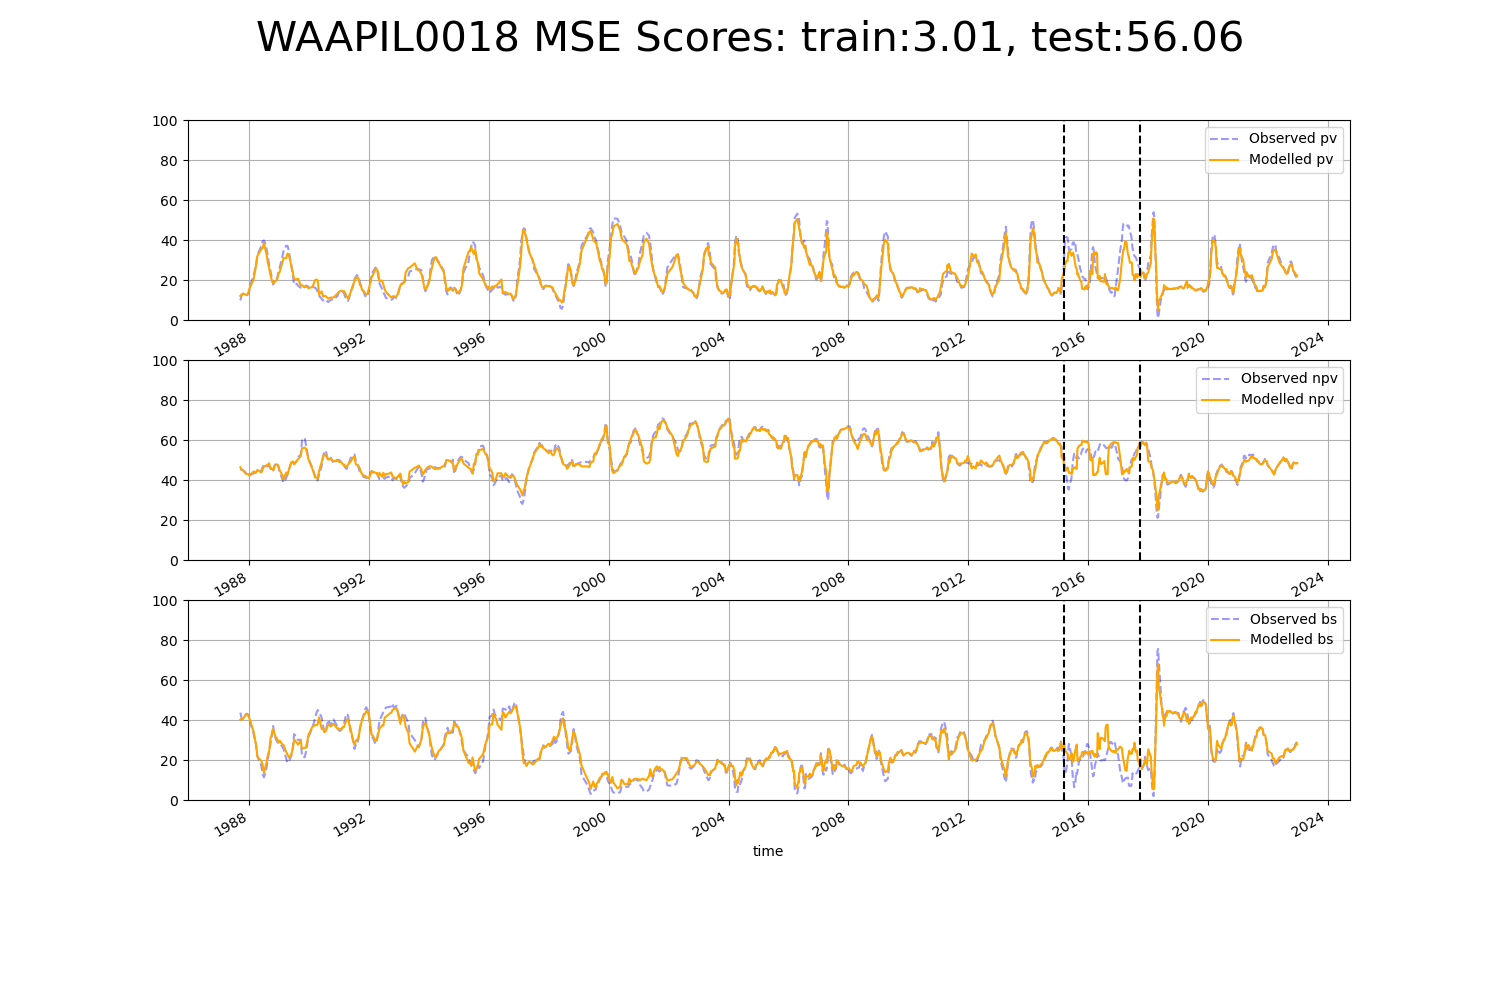 WAAPIL0018 MSE Scores: train:3.01, test:56.06
100
80
60
40
20
0
Observed pv
Modelled pv
1988 1992 1996 2000 2004 2008 2012 2016 2020 2024
100
80
60
40
20
0
Observed npv
Modelled npv
1988 1992 1996 2000 2004 2008 2012 2016 2020 2024
100
80
60
40
20
0
Observed bs
Modelled bs
1988 1992 1996 2000 2004 2008 2012 2016 2020 2024
time